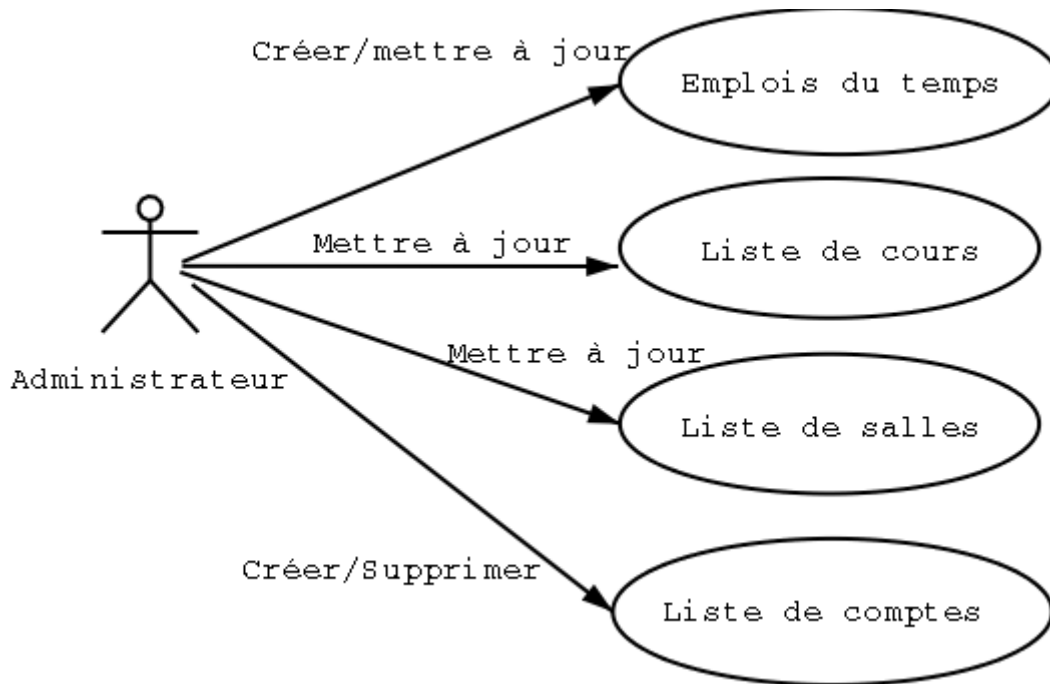 Créer/mettre à jour
Emplois du temps
Mettre à jour
Liste de cours
Mettre à jour
Administrateur
Liste de salles
Créer/Supprimer
Liste de comptes